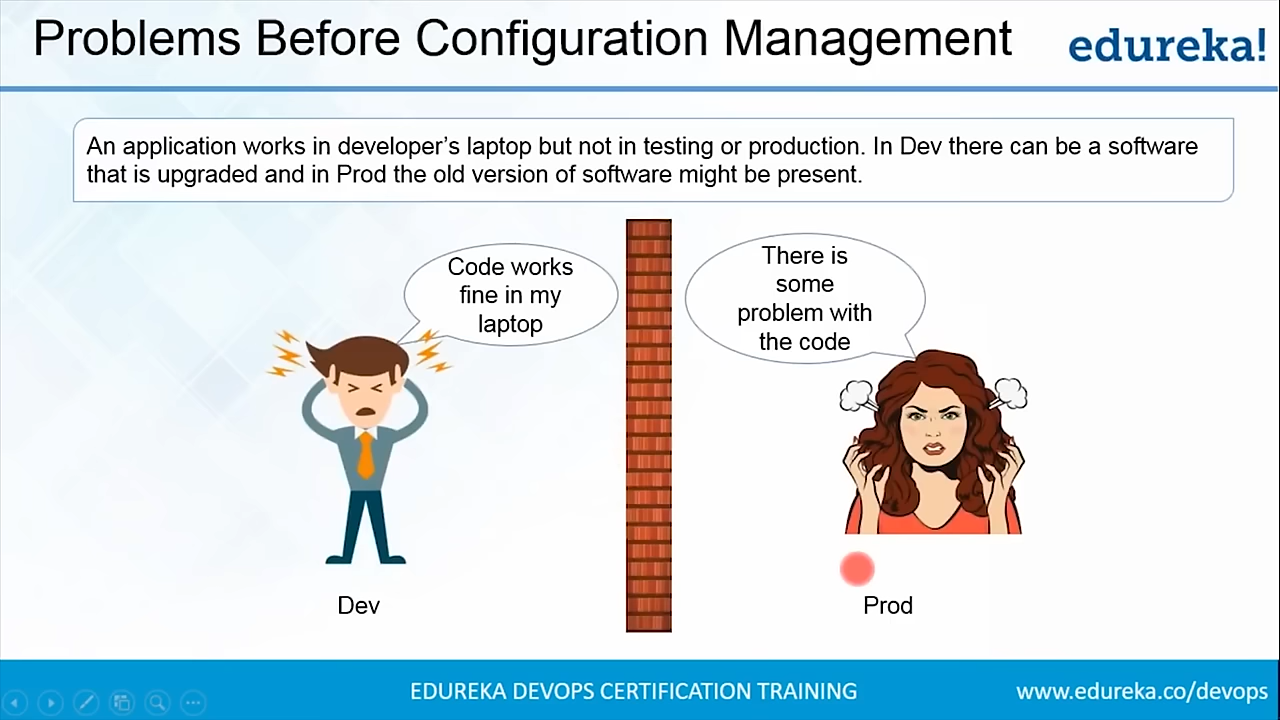 Problems Before Configuration Management
edureka!
An application works in developer’s laptop but not in testing or production. In Dev there can be a software
that is upgraded and in Prod the old version of software might be present.
Code works
fine in my
laptop
There is
some
problem with
the code
Dev
Prod
EDUREKA DEVOPS CERTIFICATION TRAINING
www.edureka.co/devops